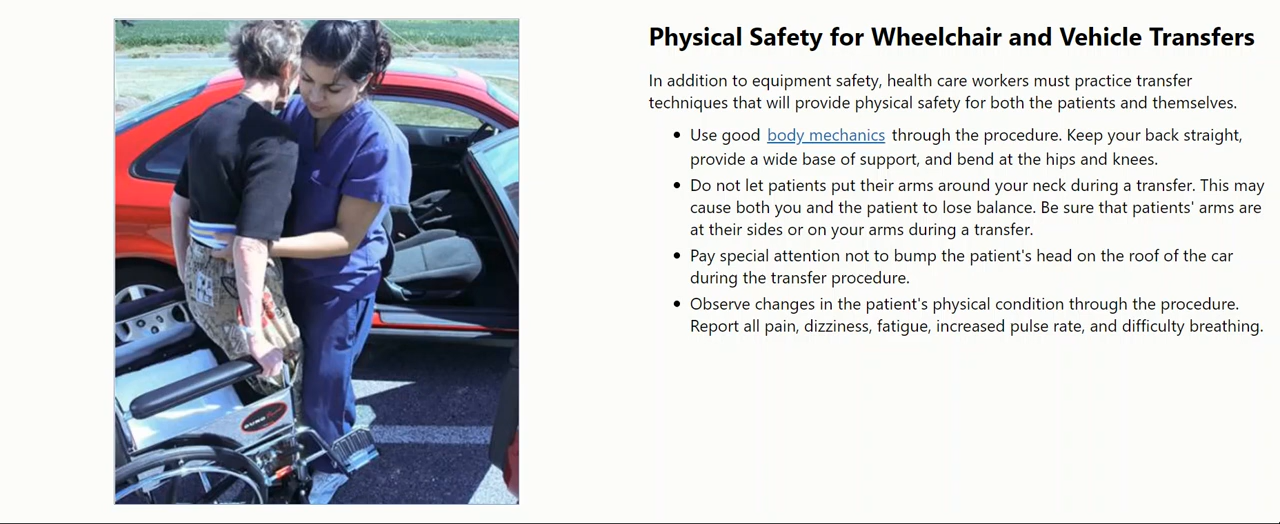 Physical Safety for Wheelchair and Vehicle Transfers
In addition to equipment safety, health care workers must practice transfer
techniques that will provide physical safety for both the patients and themselves.
• Use good body mechanics through the procedure. Keep your back straight,
provide a wide base of support, and bend at the hips and knees.
• Do not let patients put their arms around your neck during a transfer. This may
cause both you and the patient to lose balance. Be sure that patients' arms are
at their sides or on your arms during a transfer.
• Pay special attention not to bump the patient's head on the roof of the car
during the transfer procedure.
• Observe changes in the patient's physical condition through the procedure.
Report all pain, dizziness, fatigue, increased pulse rate, and difficulty breathing.